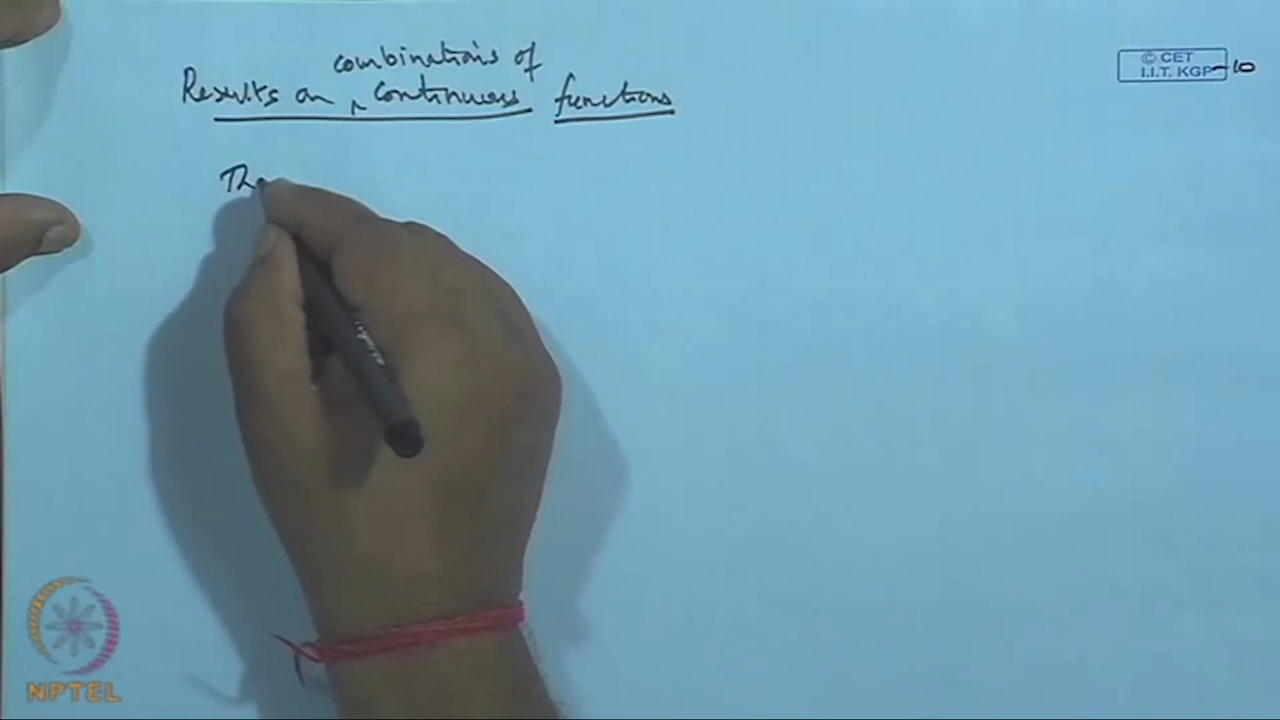 combinations of
Results on ^ continuous functions
Th
© CET
I.I.T. KGP -10
NPTEL